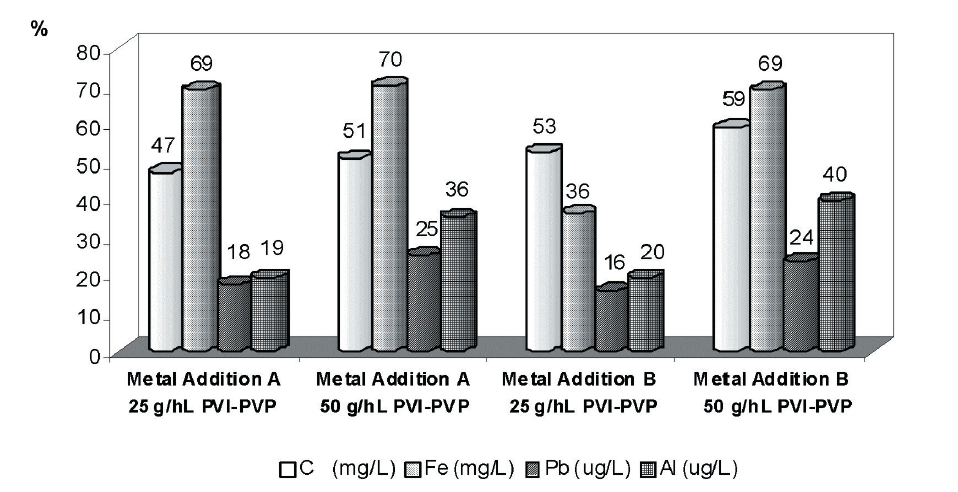 %
80
70
60
50
40
30
20
10
0
47
69
18
19
51
70
25
36
53
36
16
20
59
69
24
40
Metal Addition A
25 g/hL PVI-PVP
Metal Addition A
50 g/hL PVI-PVP
Metal Addition B
25 g/hL PVI-PVP
Metal Addition B
50 g/hL PVI-PVP
C (mg/L) Fe (mg/L) Pb (ug/L) Al (ug/L)